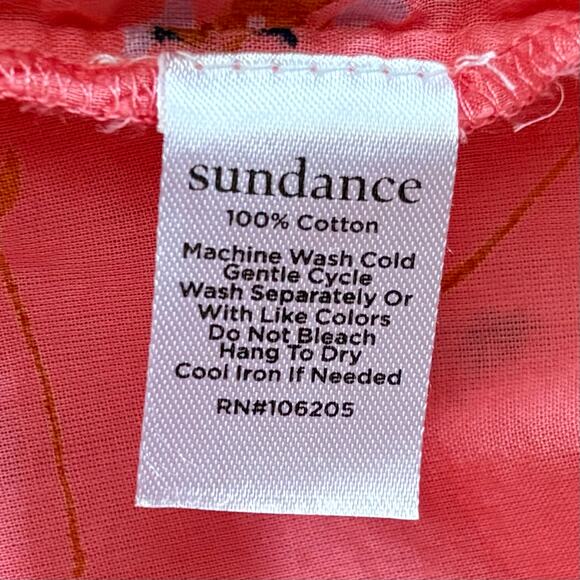 sundance
100% Cotton
Machine Wash Cold
Gentle Cycle
Wash Separately Or
With Like Colors
Do Not Bleach
Hang To Dry
Cool Iron If Needed
RN#106205